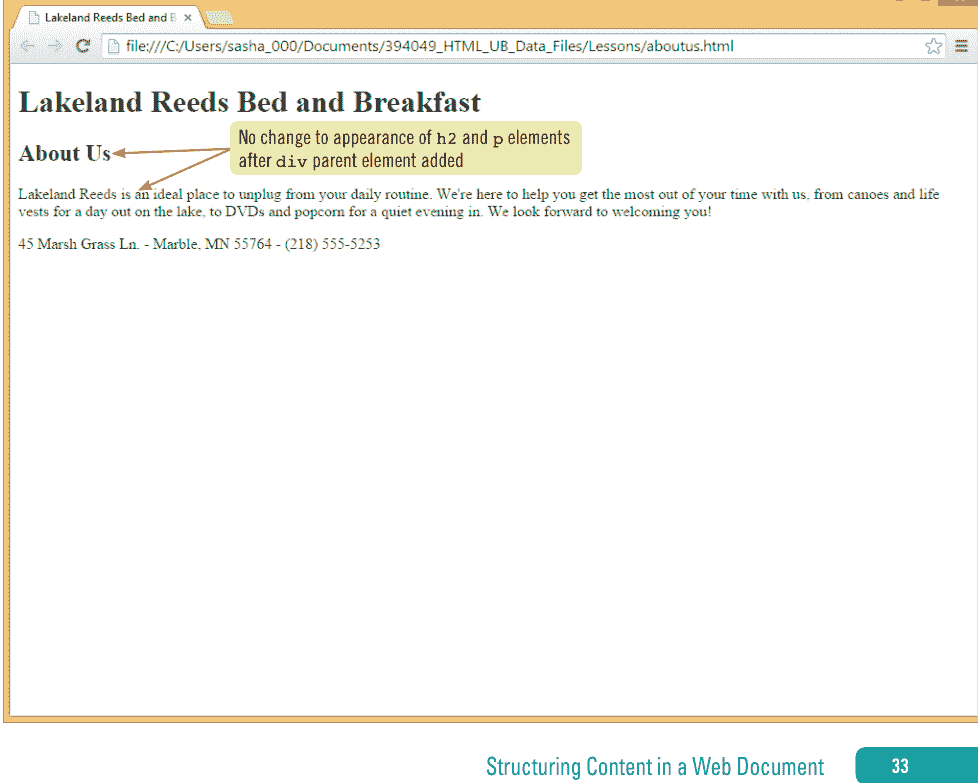 Lakeland Reeds Bed and B
file:///C:/Users/sasha_000/Documents/394049_HTML_UB_Data_Files/Lessons/aboutus.html
Lakeland Reeds Bed and Breakfast
No change to appearance of h2 and p elements
after div parent element added
About Us
Lakeland Reeds is an ideal place to unplug from your daily routine. We're here to help you get the most out of your time with us, from canoes and life
vests for a day out on the lake, to DVDs and popcorn for a quiet evening in. We look forward to welcoming you!
45 Marsh Grass Ln. - Marble, MN 55764 - (218) 555-5253
Structuring Content in a Web Document 33